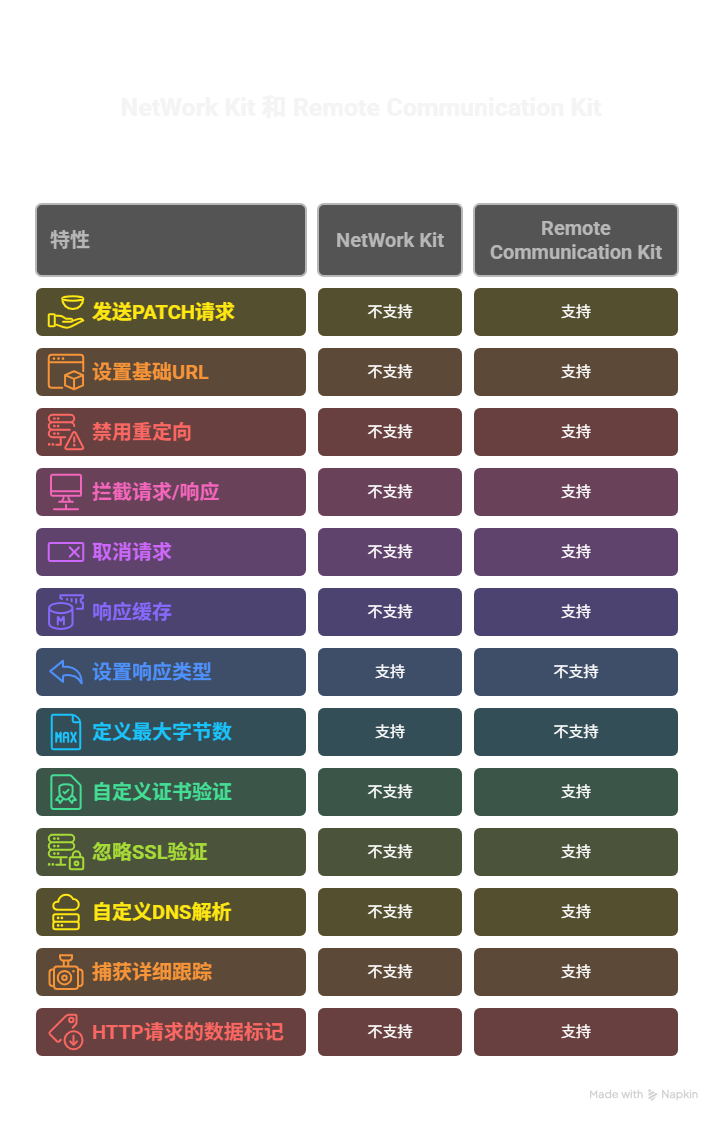 NetWork Kit 和 Remote Communication Kit
特性
NetWork Kit
Remote
Communication Kit
发送PATCH请求
不支持
支持
设置基础URL
不支持
支持
禁用重定向
不支持
支持
拦截请求/响应
不支持
支持
取消请求
不支持
支持
M
响应缓存
不支持
支持
设置响应类型
支持
不支持
MAX
定义最大字节数
支持
不支持
自定义证书验证
不支持
支持
忽略SSL验证
不支持
支持
自定义DNS解析
不支持
支持
捕获详细跟踪
不支持
支持
HTTP请求的数据标记
不支持
支持
Made with Napkin